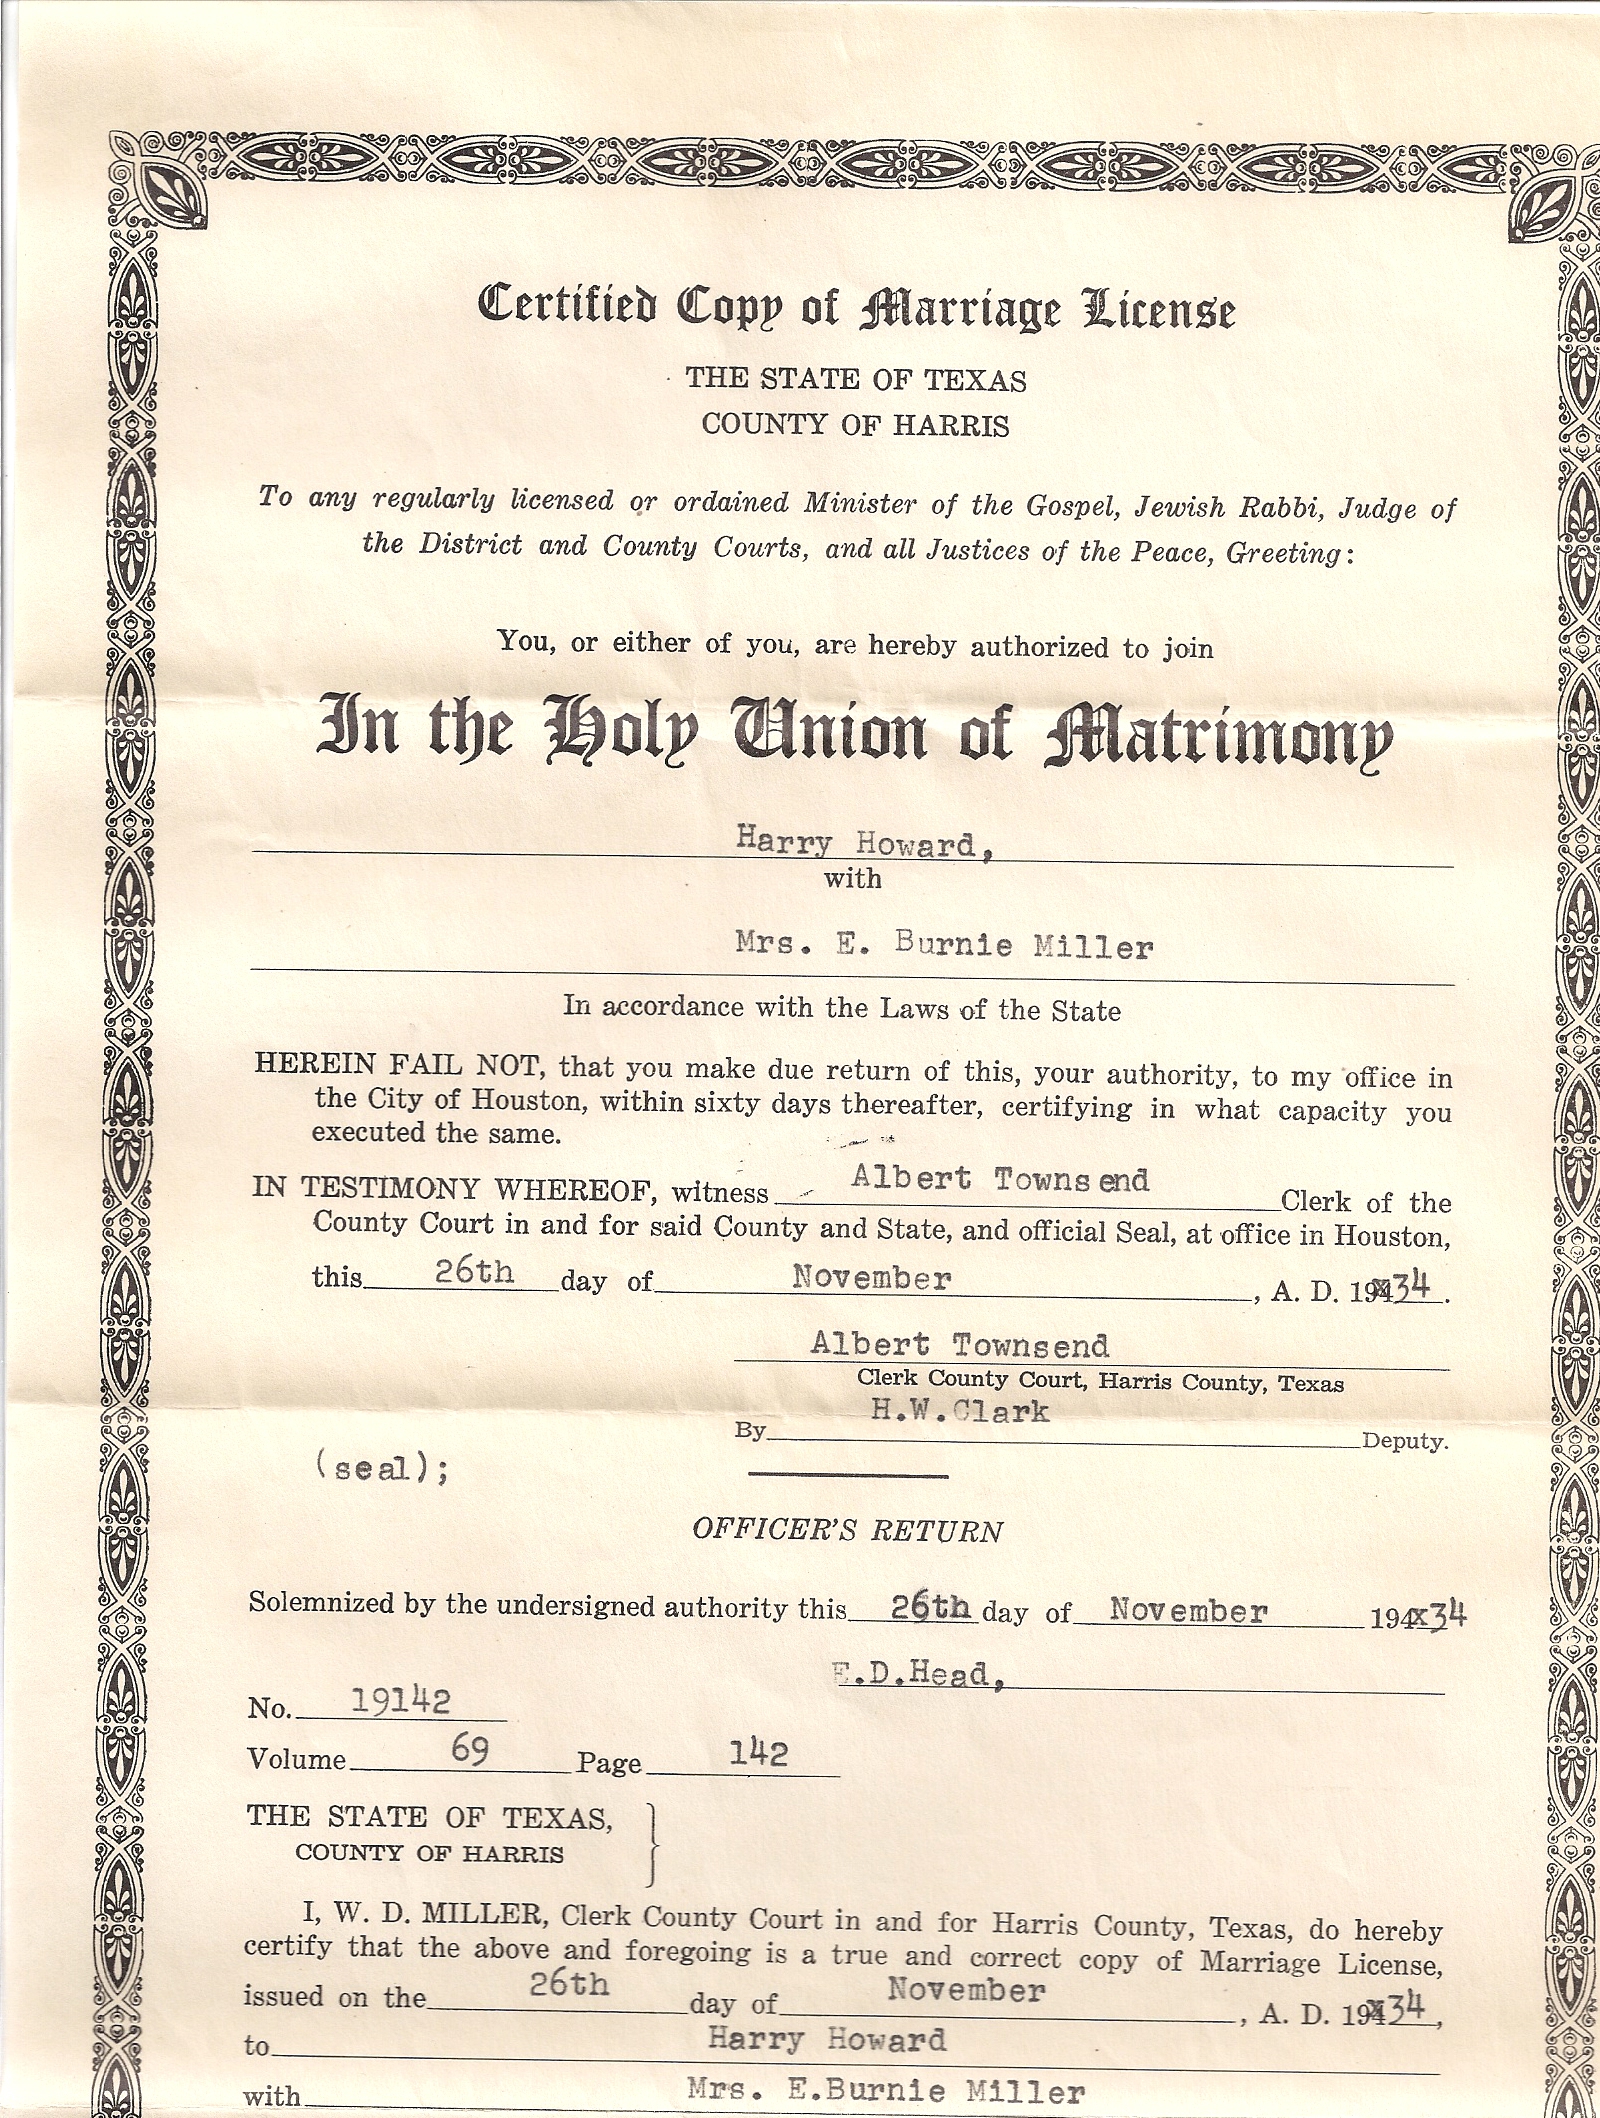 Certified Copy of Marriage License
THE STATE OF TEXAS
COUNTY OF HARRIS
To any regularly licensed or ordained Minister of the Gospel, Jewish Rabbi, Judge of
the District and County Courts, and all Justices of the Peace, Greeting:
You, or either of you, are hereby authorized to join
In the Holy Union of Matrimony
Harry Howard,
with
Mrs. E. Burnie Miller
In accordance with the Laws of the State
HEREIN FAIL NOT, that you make due return of this, your authority, to my office in
the City of Houston, within sixty days thereafter, certifying in what capacity you
executed the same.
IN TESTIMONY WHEREOF, witness Albert Townsend Clerk of the
County Court in and for said County and State, and official Seal, at office in Houston,
this 26th day of November, A. D. 194x34.
Albert Townsend
Clerk County Court, Harris County, Texas
By H.W.Clark Deputy.
(seal);
OFFICER'S RETURN
Solemnized by the undersigned authority this 26th day of November 194x34
E.D.Head,
No. 19142
Volume 69 Page 142
THE STATE OF TEXAS,
COUNTY OF HARRIS
I, W. D. MILLER, Clerk County Court in and for Harris County, Texas, do hereby
certify that the above and foregoing is a true and correct copy of Marriage License,
issued on the 26th day of November, A. D. 194x34,
to Harry Howard
with Mrs. E.Burnie Miller